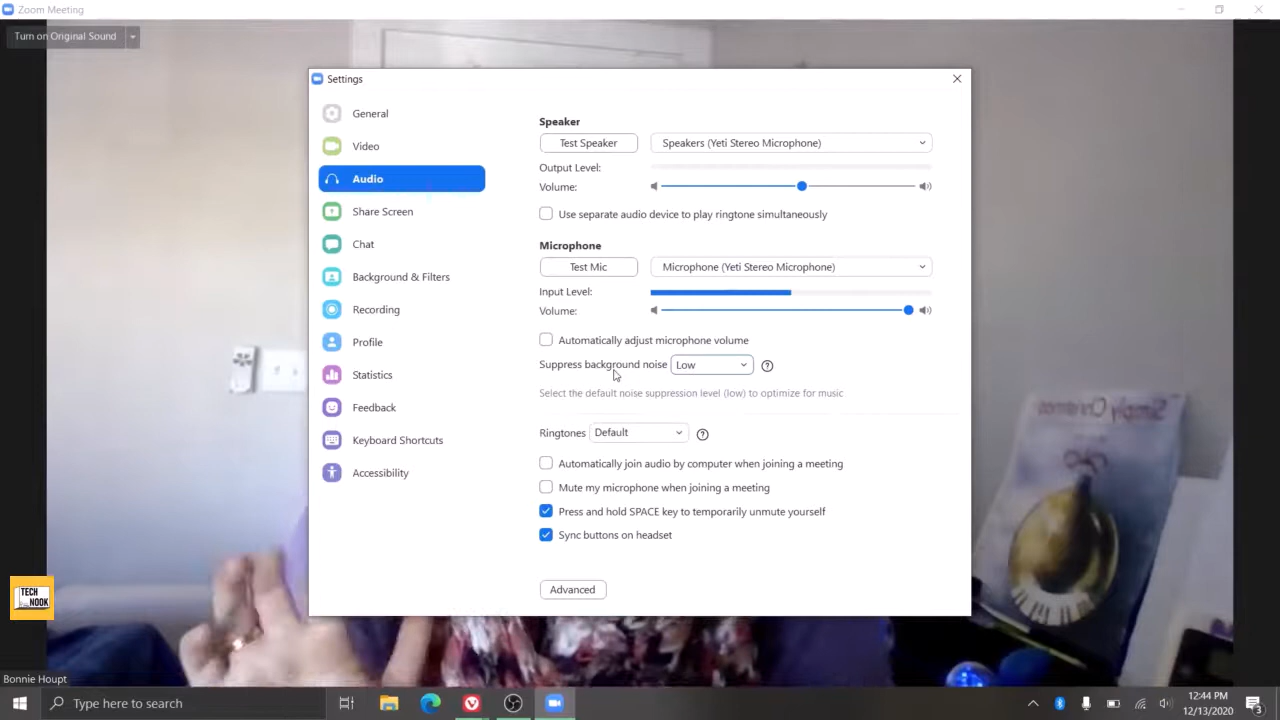 Zoom Meeting
Turn on Original Sound
Settings
General
Video
Audio
Share Screen
Chat
Background & Filters
Recording
Profile
Statistics
Feedback
Keyboard Shortcuts
Accessibility
Speaker
Test Speaker
Speakers (Yeti Stereo Microphone)
Output Level:
Volume:
Use separate audio device to play ringtone simultaneously
Microphone
Test Mic
Microphone (Yeti Stereo Microphone)
Input Level:
Volume:
Automatically adjust microphone volume
Suppress background noise
Low
Select the default noise suppression level (low) to optimize for music
Ringtones
Default
Automatically join audio by computer when joining a meeting
Mute my microphone when joining a meeting
Press and hold SPACE key to temporarily unmute yourself
Sync buttons on headset
Advanced
Simply Christmas
TECH
NOOK
Bonnie Houpt
Type here to search
12:44 PM
12/13/2020
3